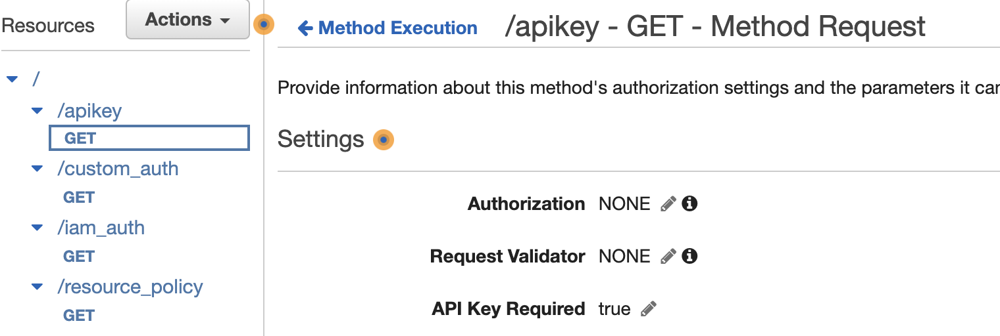 Resources
Actions
/
/apikey
GET
/custom_auth
GET
/iam_auth
GET
/resource_policy
GET
Method Execution
/apikey - GET - Method Request
Provide information about this method's authorization settings and the parameters it can
Settings
Authorization NONE
Request Validator NONE
API Key Required true